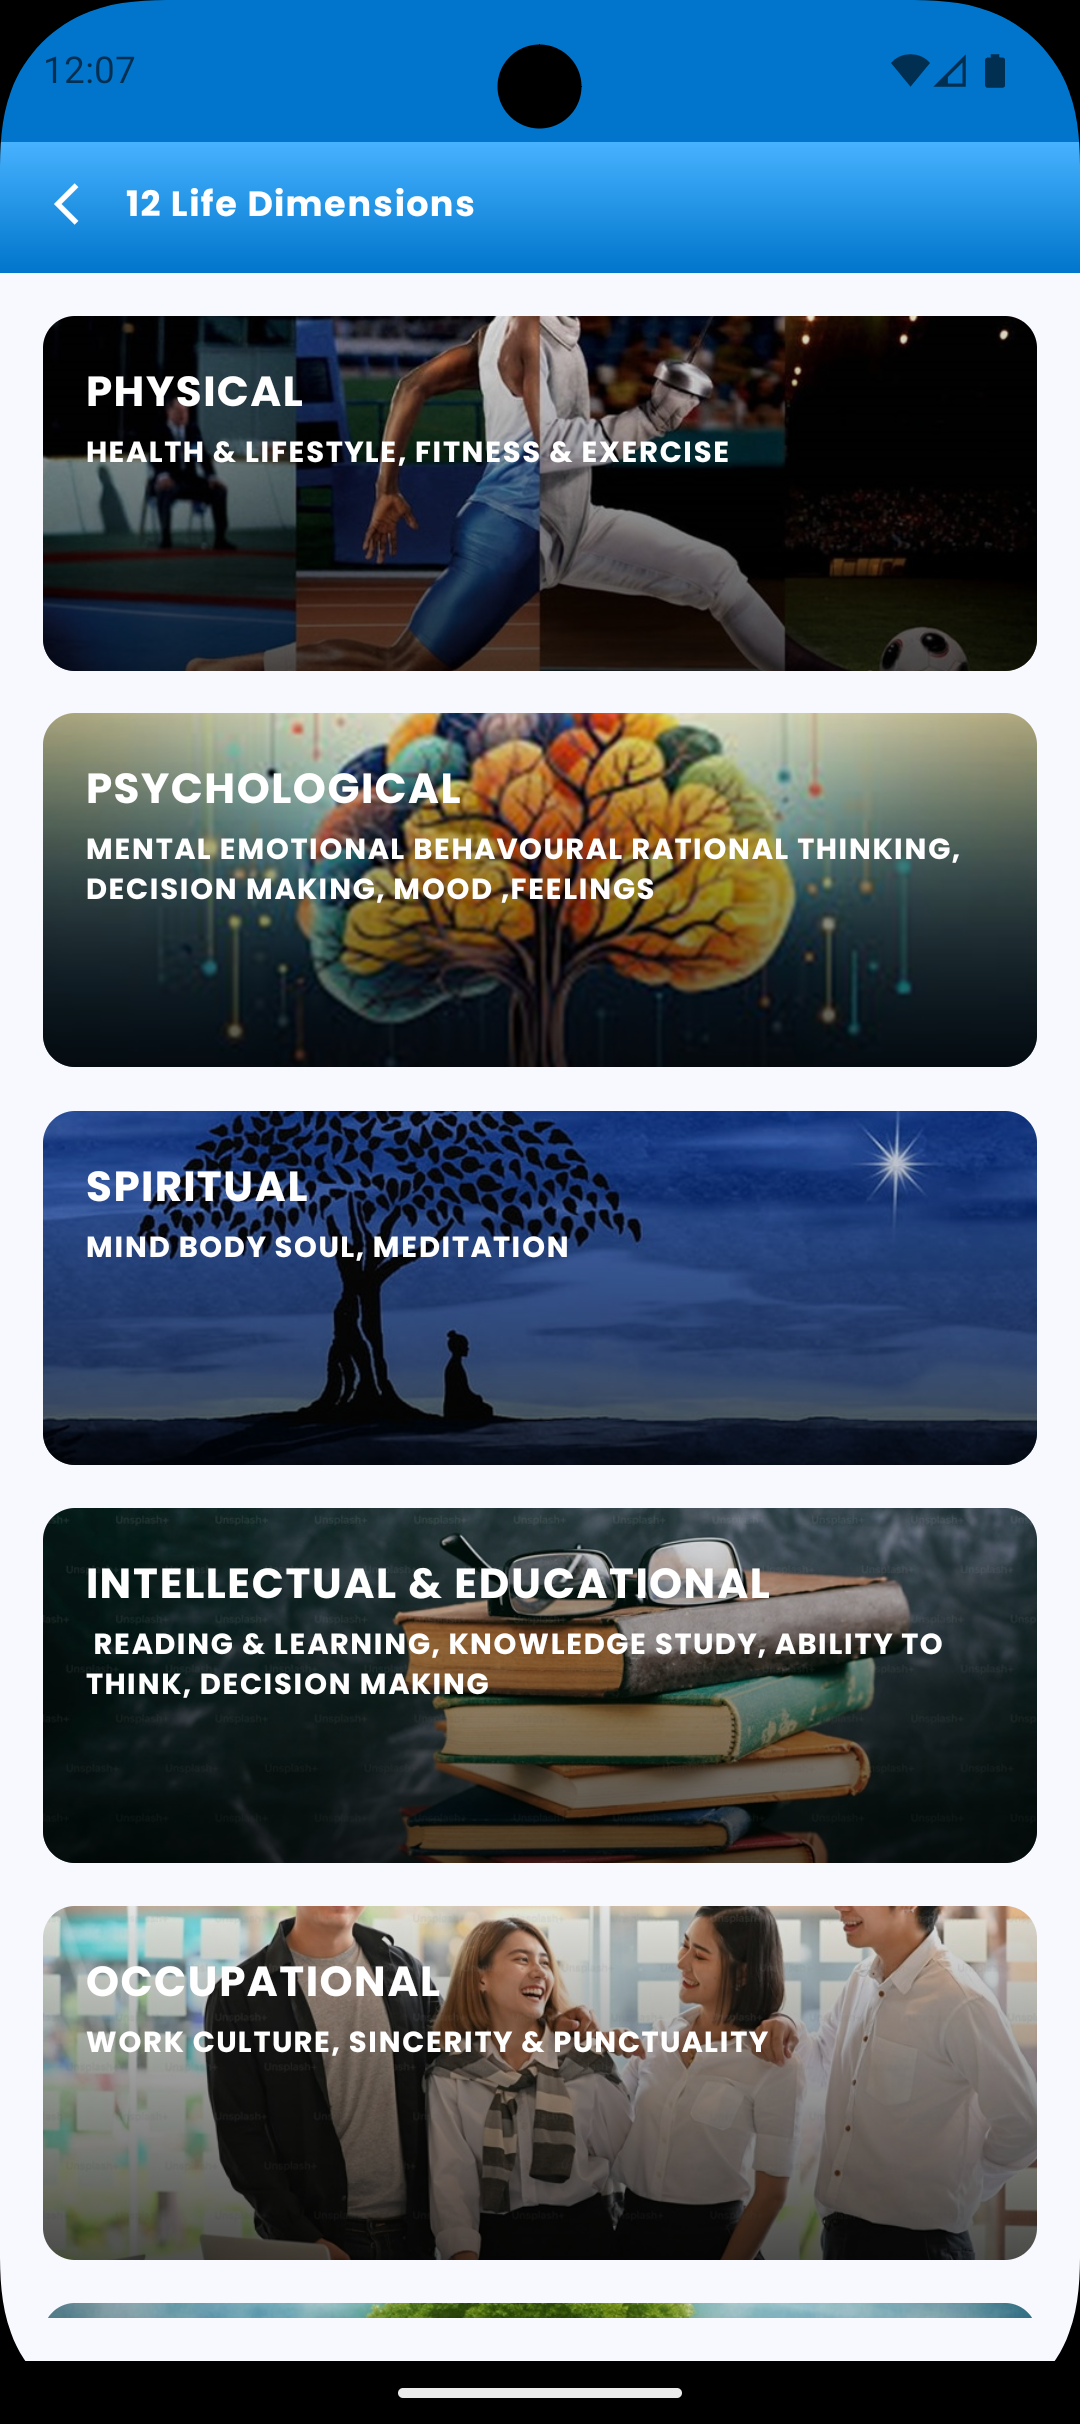 12:07
12 Life Dimensions
PHYSICAL
HEALTH & LIFESTYLE, FITNESS & EXERCISE
PSYCHOLOGICAL
MENTAL EMOTIONAL BEHAVOURAL RATIONAL THINKING,
DECISION MAKING, MOOD ,FEELINGS
SPIRITUAL
MIND BODY SOUL, MEDITATION
INTELLECTUAL & EDUCATIONAL
READING & LEARNING, KNOWLEDGE STUDY, ABILITY TO
THINK, DECISION MAKING
OCCUPATIONAL
WORK CULTURE, SINCERITY & PUNCTUALITY